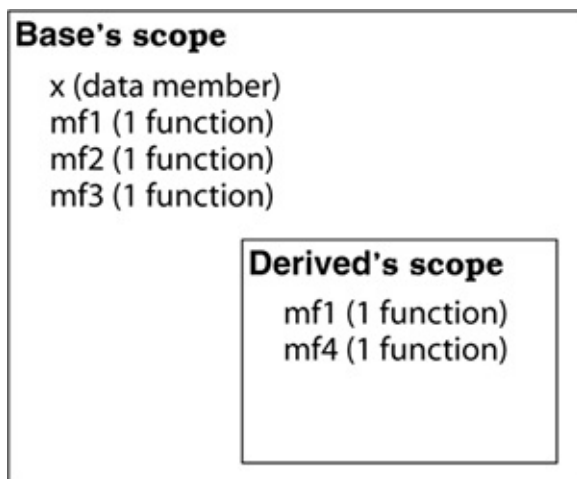 Base's scope
x (data member)
mf1 (1 function)
mf2 (1 function)
mf3 (1 function)
Derived's scope
mf1 (1 function)
mf4 (1 function)